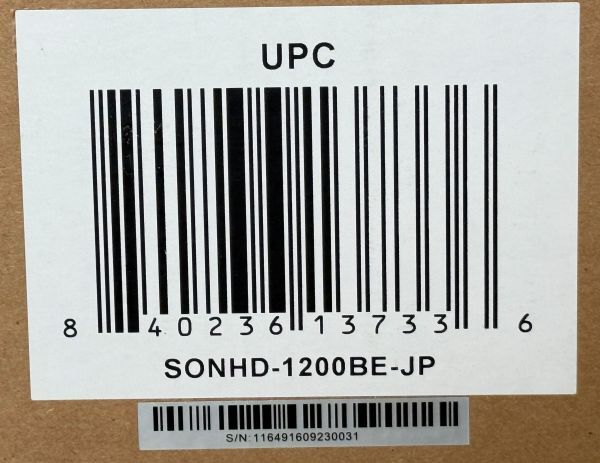 UPC
8 40236 13733 6
SONHD-1200BE-JP
S/N: 116491609230031